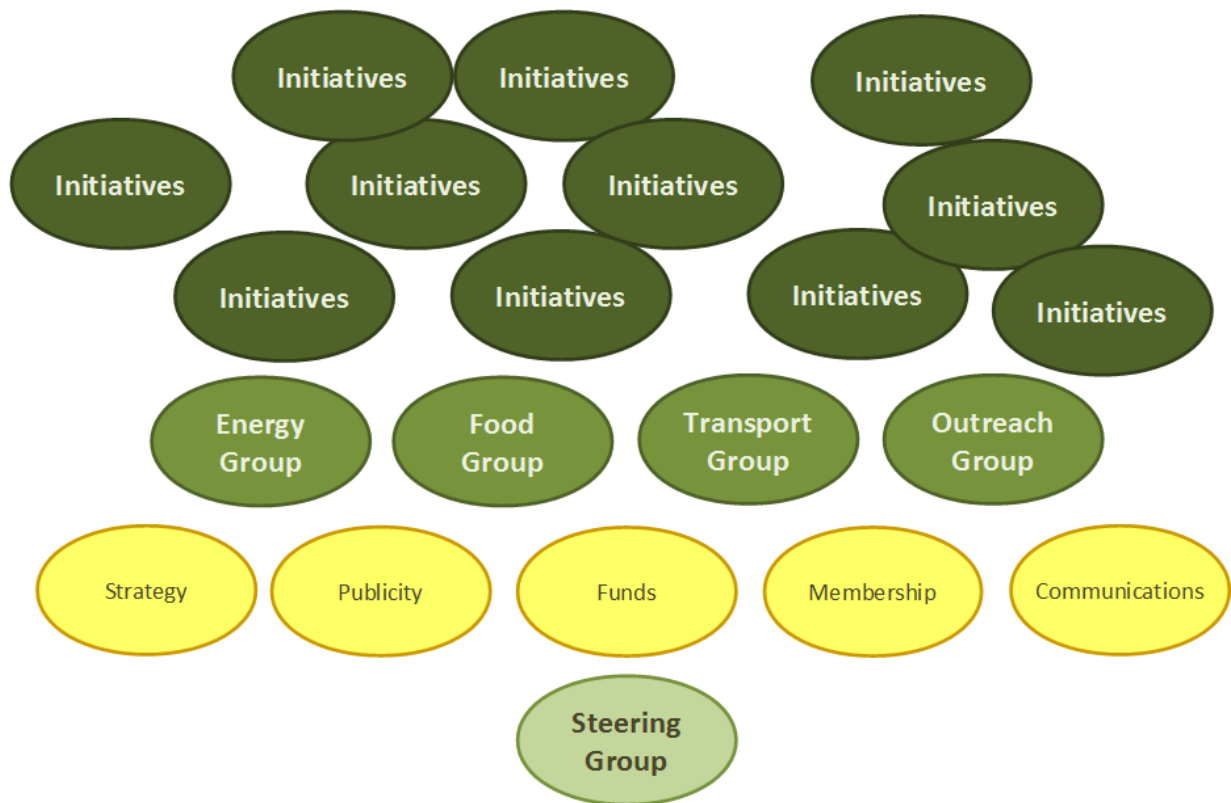 Initiatives
Initiatives
Initiatives
Initiatives
Initiatives
Initiatives
Initiatives
Initiatives
Initiatives
Initiatives
Initiatives
Energy
Group
Food
Group
Transport
Group
Outreach
Group
Strategy
Publicity
Funds
Membership
Communications
Steering
Group